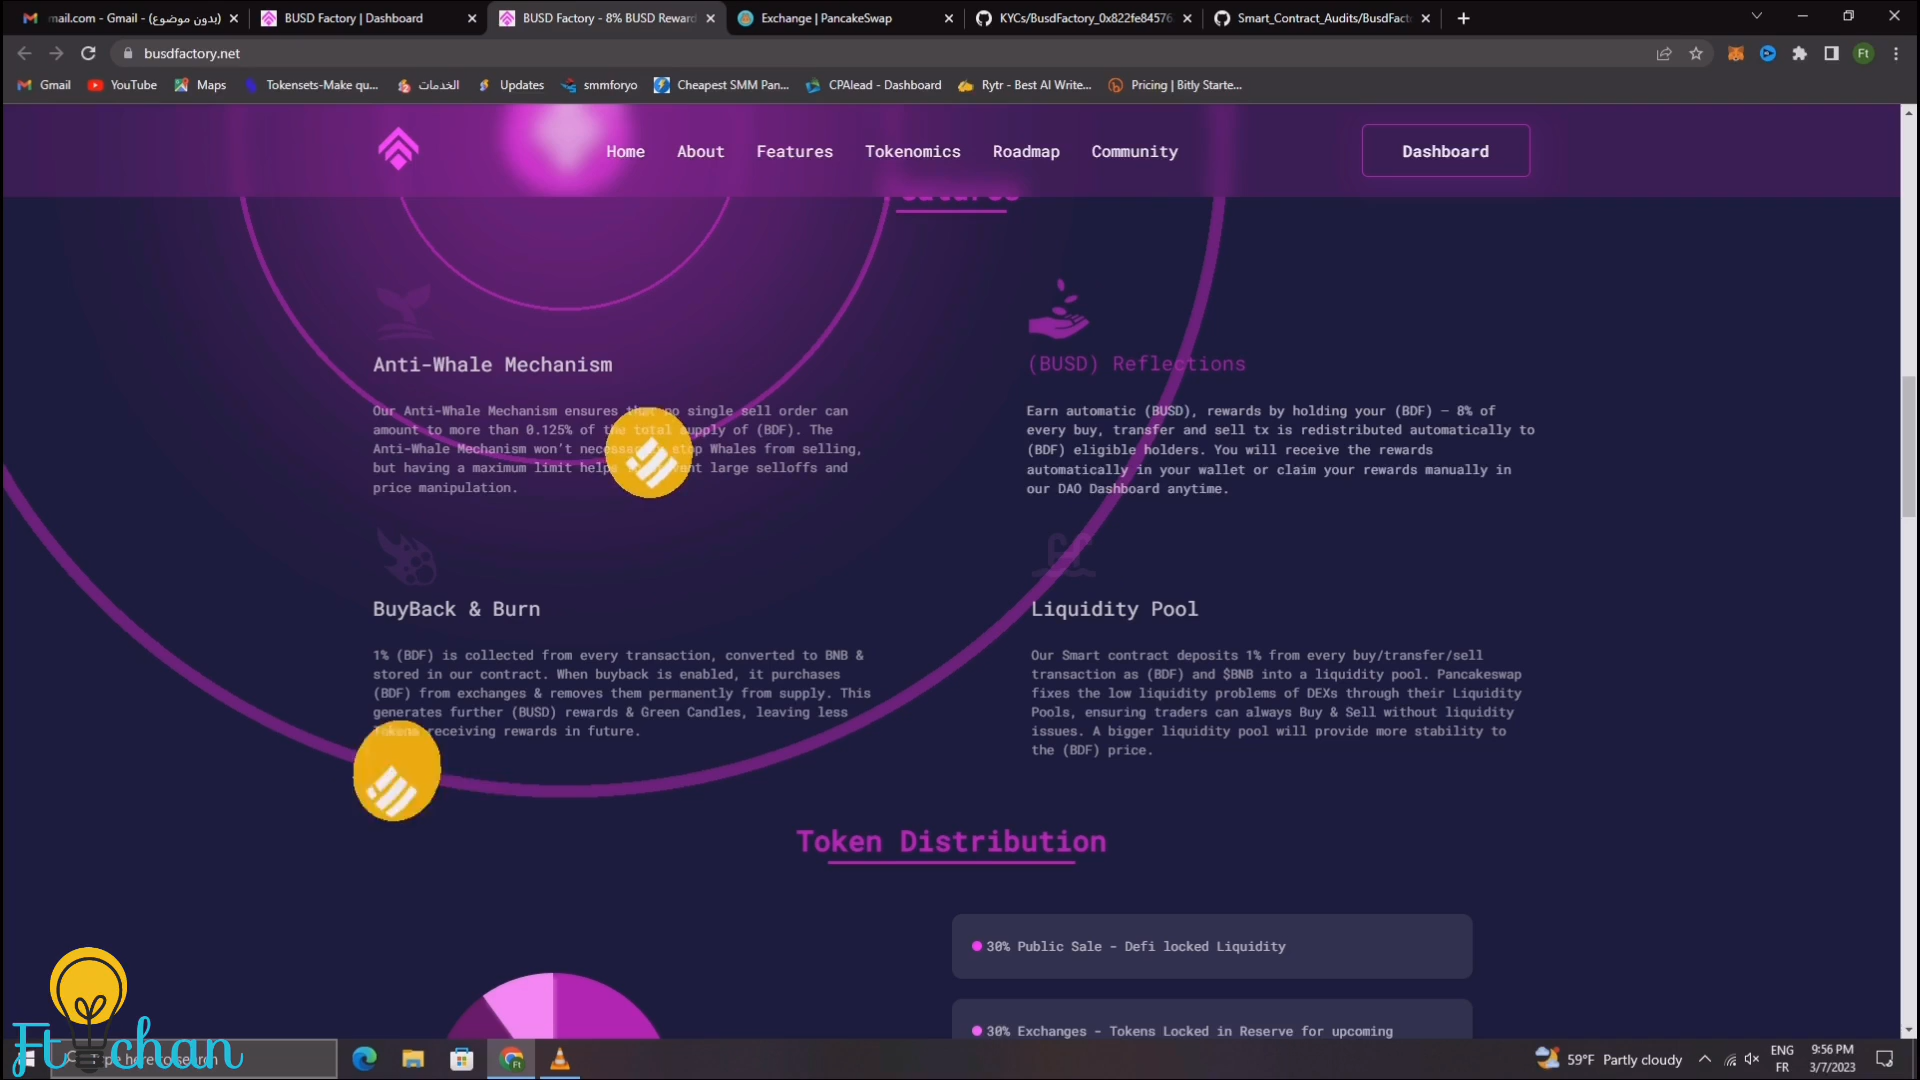 mail.com - Gmail - (بدون موضوع)
BUSD Factory | Dashboard
BUSD Factory - 8% BUSD Reward
Exchange | PancakeSwap
KYCs/BusdFactory_0x822fe84576
Smart_Contract_Audits/BusdFact
busdfactory.net
Ft
Gmail
YouTube
Maps
Tokensets-Make qu...
الخدمات
Updates
smmforyo
Cheapest SMM Pan...
CPAlead - Dashboard
Rytr - Best AI Write...
Pricing | Bitly Starte...
Home
About
Features
Tokenomics
Roadmap
Community
Dashboard
Anti-Whale Mechanism
Our Anti-Whale Mechanism ensures that no single sell order can
amount to more than 0.125% of the total supply of (BDF). The
Anti-Whale Mechanism won't stop Whales from selling,
but having a maximum limit helps large selloffs and
price manipulation.
(BUSD) Reflections
Earn automatic (BUSD), rewards by holding your (BDF) – 8% of
every buy, transfer and sell tx is redistributed automatically to
(BDF) eligible holders. You will receive the rewards
automatically in your wallet or claim your rewards manually in
our DAO Dashboard anytime.
BuyBack & Burn
1% (BDF) is collected from every transaction, converted to BNB &
stored in our contract. When buyback is enabled, it purchases
(BDF) from exchanges & removes them permanently from supply. This
generates further (BUSD) rewards & Green Candles, leaving less
Tokens receiving rewards in future.
Liquidity Pool
Our Smart contract deposits 1% from every buy/transfer/sell
transaction as (BDF) and $BNB into a liquidity pool. Pancakeswap
fixes the low liquidity problems of DEXs through their Liquidity
Pools, ensuring traders can always Buy & Sell without liquidity
issues. A bigger liquidity pool will provide more stability to
the (BDF) price.
Token Distribution
30% Public Sale - Defi locked Liquidity
30% Exchanges - Tokens Locked in Reserve for upcoming
Ft chan
Type here to search
59°F Partly cloudy
ENG
FR
9:56 PM
3/7/2023